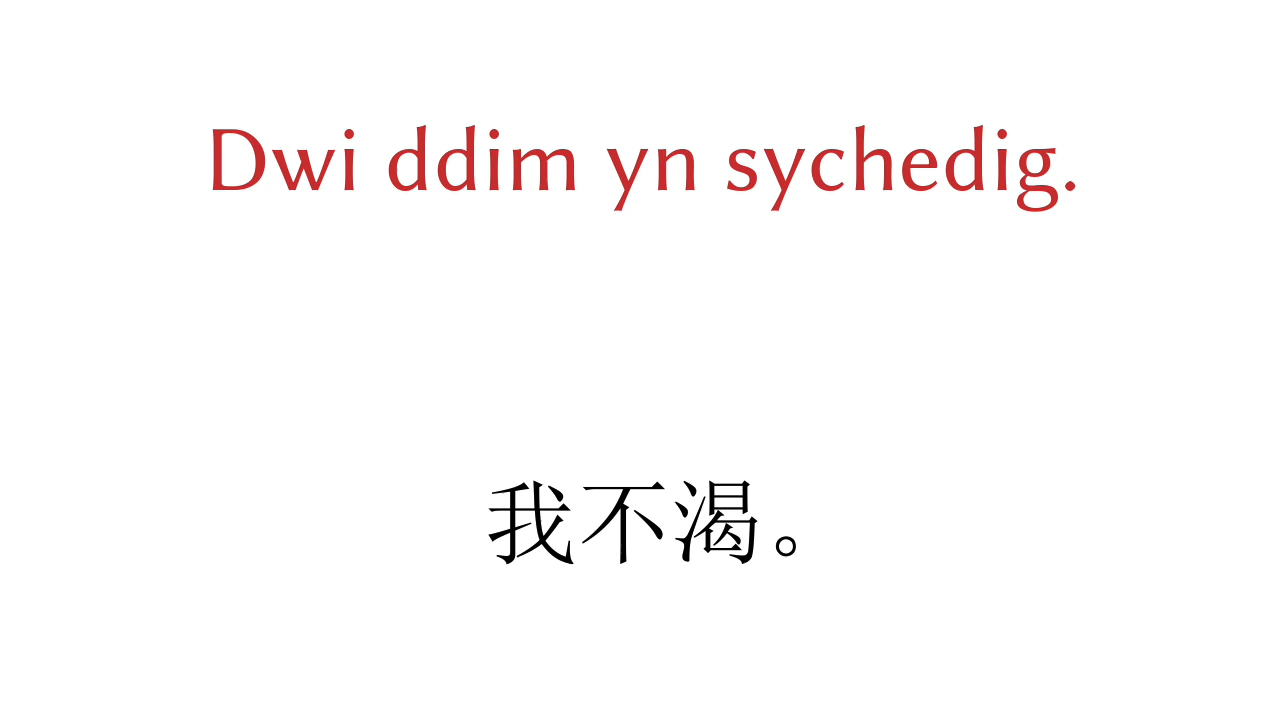 Dwi ddim yn sychedig.
我不渴。